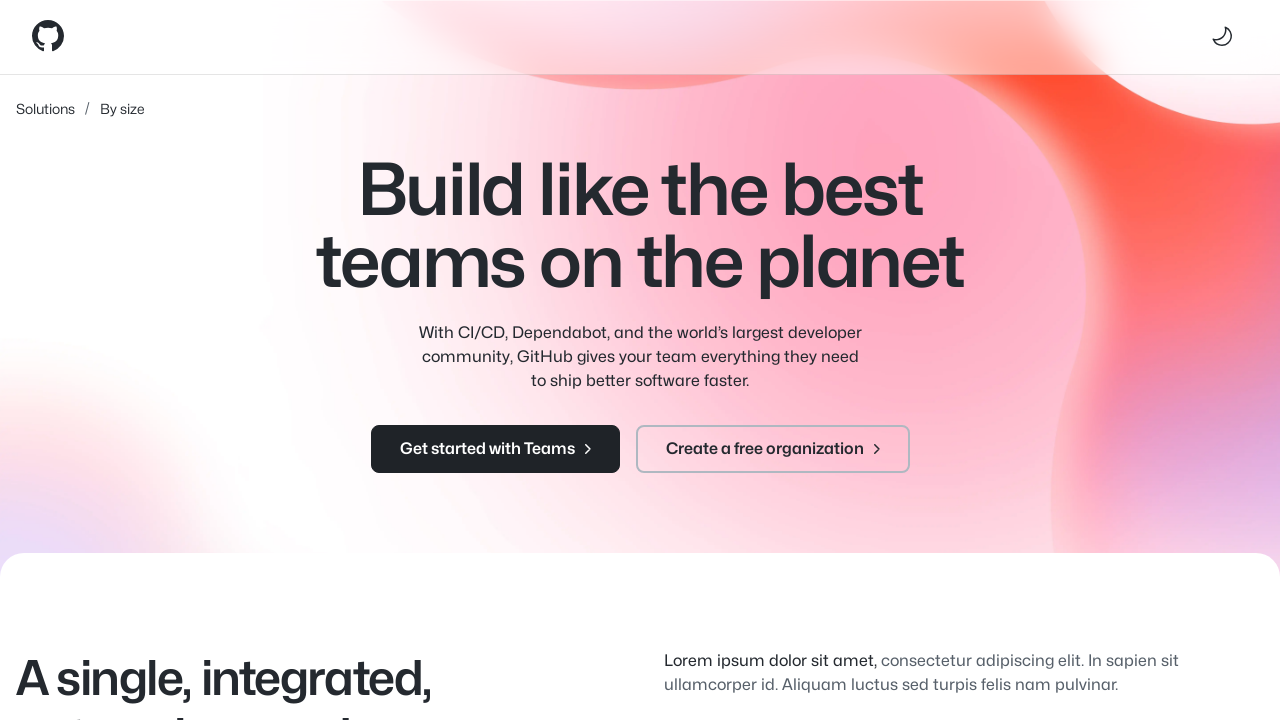 Solutions / By size
Build like the best
teams on the planet
With CI/CD, Dependabot, and the world’s largest developer
community, GitHub gives your team everything they need
to ship better software faster.
Get started with Teams
Create a free organization
A single, integrated,
Lorem ipsum dolor sit amet, consectetur adipiscing elit. In sapien sit
ullamcorper id. Aliquam luctus sed turpis felis nam pulvinar.